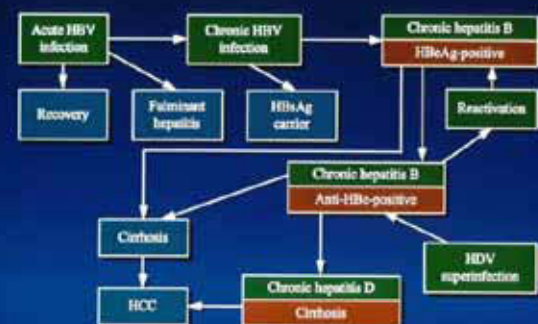 Acute HBV
infection
Chronic HBV
infection
Chronic hepatitis B
HBeAg-positive
Recovery
Fulminant
hepatitis
HBsAg
carrier
Reactivation
Chronic hepatitis B
Anti-HBe-positive
Cirrhosis
HDV
superinfection
Chronic hepatitis D
Cirrhosis
HCC